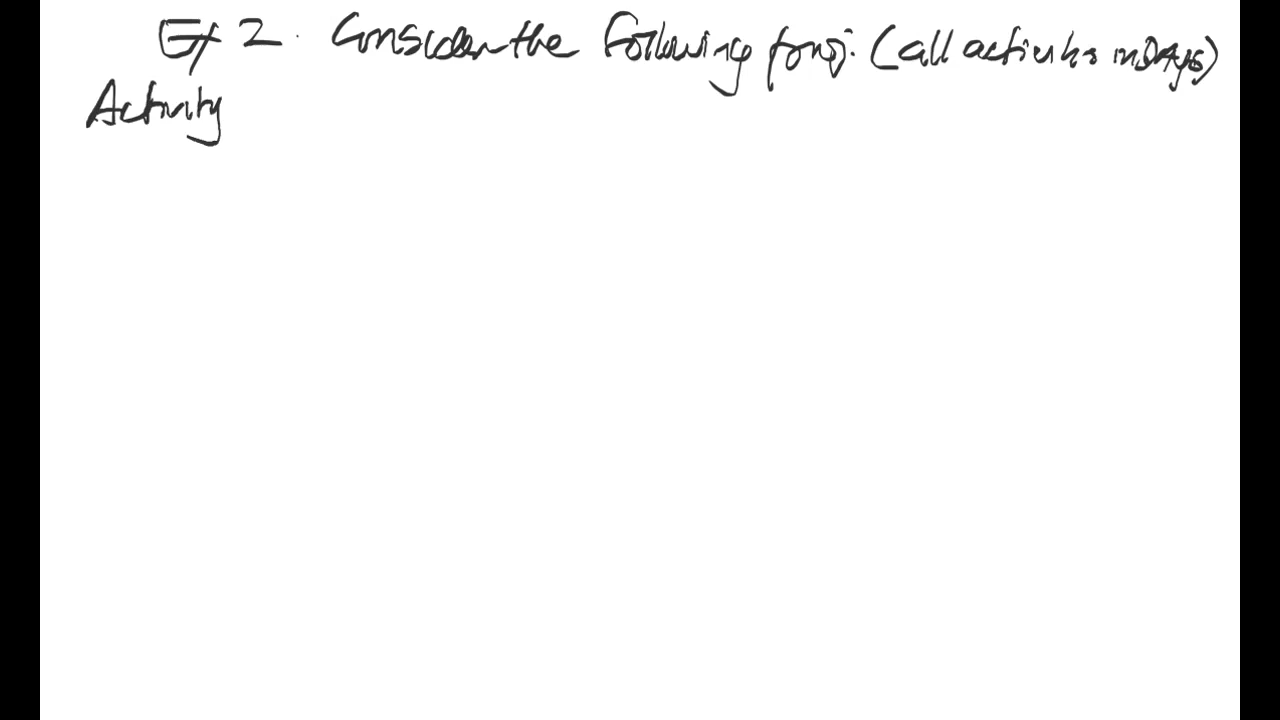 Ex 2. Consider the following proj. (all activities in Days)
Activity